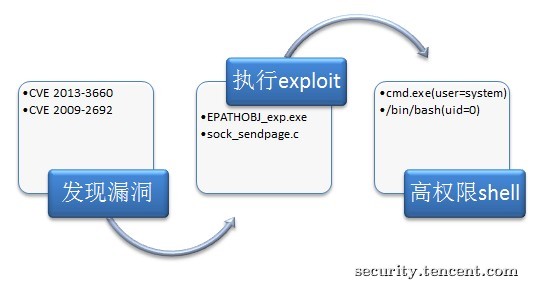 CVE 2013-3660
CVE 2009-2692
发现漏洞
执行exploit
EPATHOBJ_exp.exe
sock_sendpage.c
cmd.exe(user=system)
/bin/bash(uid=0)
高权限shell
security.tencent.com